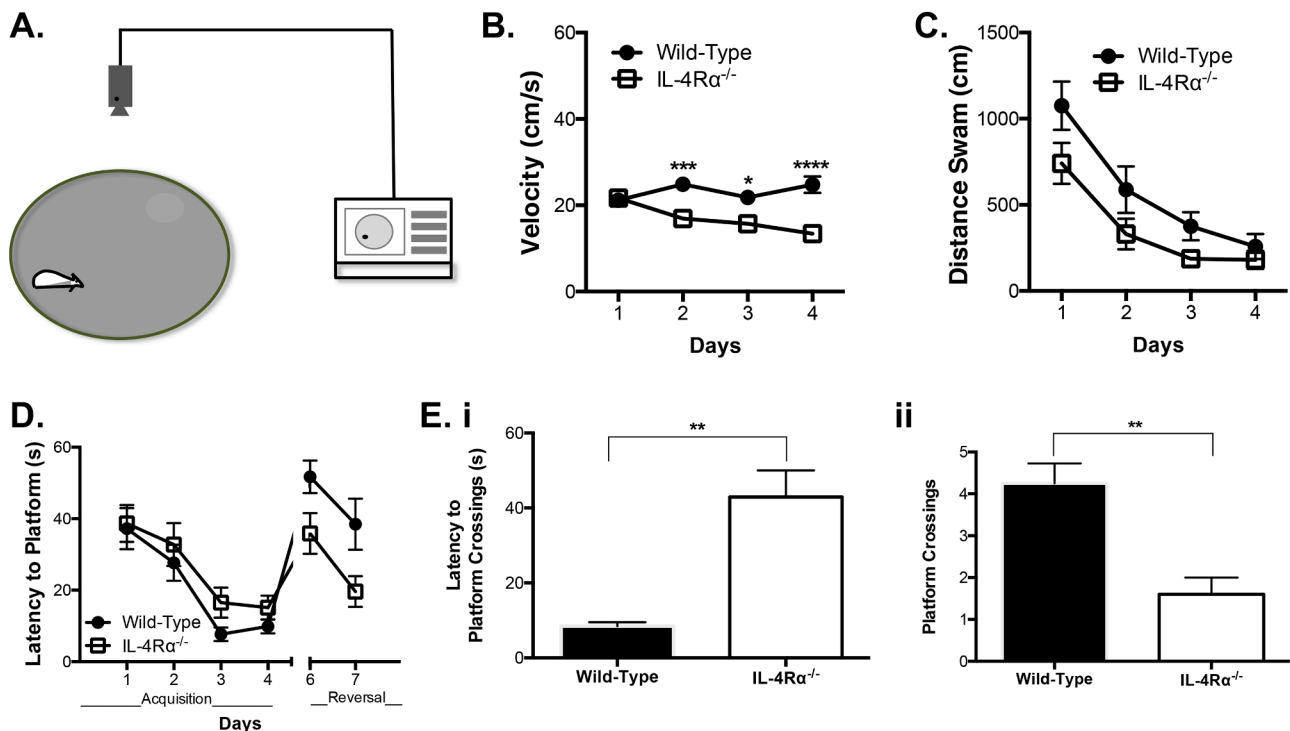 A.
B.
Velocity (cm/s)
60
40
20
0
Wild-Type
IL-4Rα-/-
***
*
****
1 2 3 4
Days
C.
Distance Swam (cm)
1500
1000
500
0
Wild-Type
IL-4Rα-/-
1 2 3 4
Days
D.
Latency to Platform (s)
60
40
20
0
Wild-Type
IL-4Rα-/-
1 2 3 4 6 7
Acquisition
Reversal
Days
E. i
Latency to
Platform Crossings (s)
60
40
20
0
**
Wild-Type IL-4Rα-/-
ii
Platform Crossings
5
4
3
2
1
0
**
Wild-Type IL-4Rα-/-